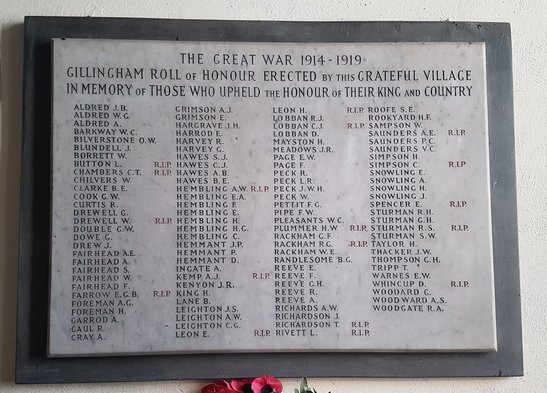 THE GREAT WAR 1914-1919
GILLINGHAM ROLL OF HONOUR ERECTED BY THIS GRATEFUL VILLAGE
IN MEMORY OF THOSE WHO UPHELD THE HONOUR OF THEIR KING AND COUNTRY
ALDRED J.B.
ALDRED W.G.
ALDRED A.
BARKWAY W.C.
BILVERSTONE O.W.
BLUNDELL J.
BORRETT W.
BUTTON L. R.I.P.
CHAMBERS C.T. R.I.P.
CHILVERS W.
CLARKE B.E.
COOK G.W.
CURTIS B.
DREWELL G.
DREWELL W. R.I.P.
DOUBLE G.W.
DOWE G.
DREW J.
FAIRHEAD A.E.
FAIRHEAD A.
FAIRHEAD S.
FAIRHEAD W.
FAIRHEAD F.
FARROW E.G.B. R.I.P.
FOREMAN A.G.
FOREMAN H.
GARROD A.
GAUL R.
GRAY A.
GRIMSON A.J.
GRIMSON E.
HARGRAVE J.H.
HARROD E.
HARVEY R.
HARVEY G.
HAWES S.J.
HAWES C.J.
HAWES A.B.
HAWES B.E.
HEMBLING A.W. R.I.P.
HEMBLING E.A.
HEMBLING F.
HEMBLING E.
HEMBLING H.
HEMBLING H.G.
HEMBLING C.
HEMMANT J.P.
HEMMANT P.
HEMMANT D.
INGATE A.
KEMP A.J. R.I.P.
KENYON J.R.
KING H.
LANE B.
LEIGHTON J.S.
LEIGHTON A.W.
LEIGHTON C.G.
LEON E. R.I.P.
LEON H. R.I.P.
LOBBAN R.J.
LOBBAN C.J. R.I.P.
LOBBAN D.
MAYSTON H.
MEADOWS J.R.
PAGE E.W.
PAGE F.
PECK R.
PECK L.R.
PECK J.W.H.
PECK W.
PETTIT F.G.
PIPE F.W.
PLEASANTS W.C.
PLUMMER H.W. R.I.P.
RACKHAM G.F.
RACKHAM R.G. R.I.P.
RACKHAM W.E.
RANDLESOME B.G.
REEVE E.
REEVE F.
REEVE G.H.
REEVE R.
REEVE A.
RICHARDS A.W.
RICHARDSON J.
RICHARDSON T. R.I.P.
RIVETT L. R.I.P.
ROOFE S.E.
ROOKYARD H.F.
SAMPSON W.
SAUNDERS A.E. R.I.P.
SAUNDERS P.C.
SAUNDERS V.C.
SIMPSON H.
SIMPSON C. R.I.P.
SNOWLING E.
SNOWLING A.
SNOWLING H.
SNOWLING J.
SPENCER E. R.I.P.
STURMAN R.H.
STURMAN G.H.
STURMAN R.S. R.I.P.
STURMAN S.W.
TAYLOR H.
THACKER J.W.
THOMPSON G.H.
TRIPP T.
WARNES E.W.
WHINCUP D. R.I.P.
WOODARD C.
WOODWARD A.S.
WOODGATE R.A.